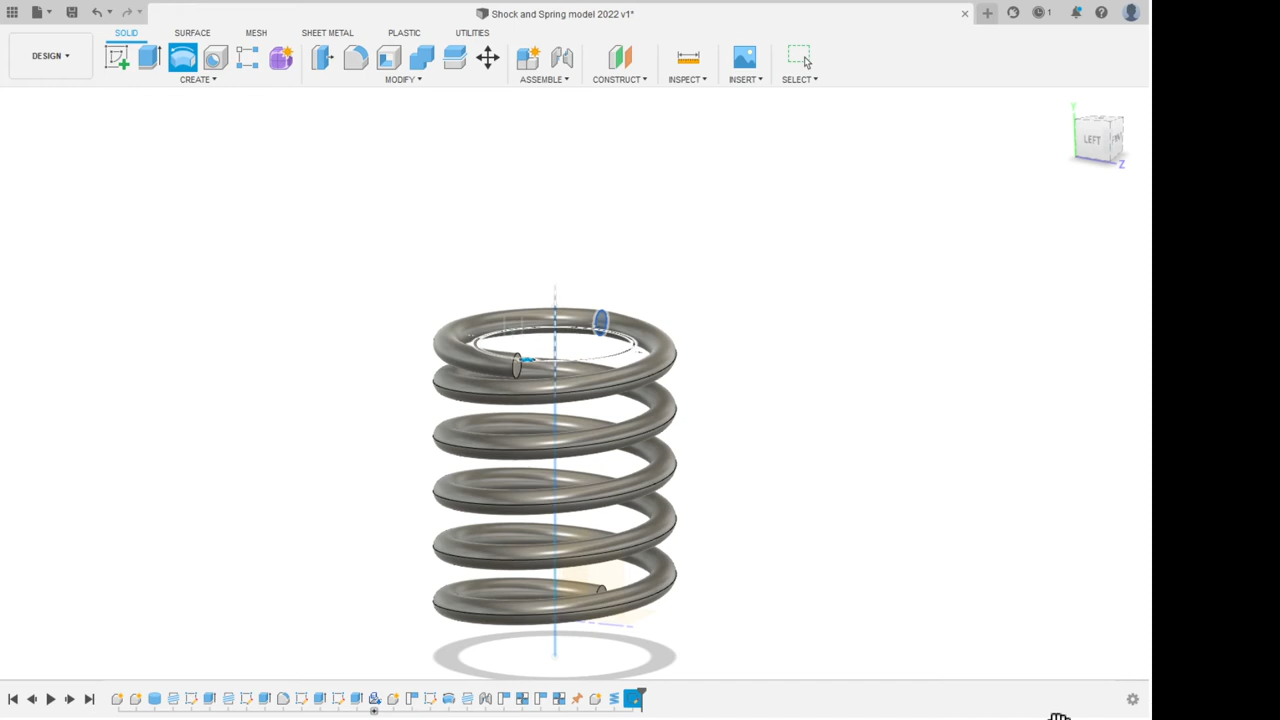 Shock and Spring model 2022 v1*
1
SOLID SURFACE MESH SHEET METAL PLASTIC UTILITIES
DESIGN
CREATE MODIFY ASSEMBLE CONSTRUCT INSPECT INSERT SELECT
Y
LEFT
Z